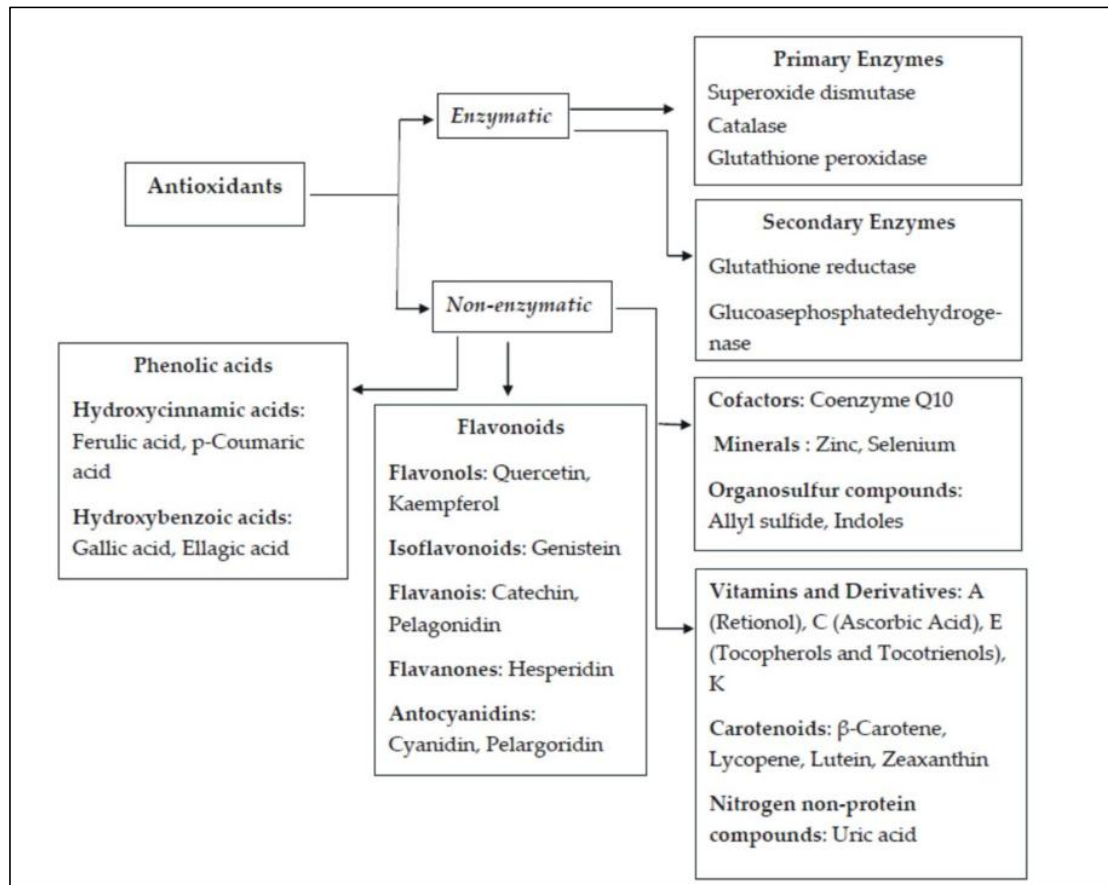 Antioxidants
Enzymatic
Primary Enzymes
Superoxide dismutase
Catalase
Glutathione peroxidase
Secondary Enzymes
Glutathione reductase
Glucoasephosphatedehydroge-
nase
Non-enzymatic
Phenolic acids
Hydroxycinnamic acids:
Ferulic acid, p-Coumaric
acid
Hydroxybenzoic acids:
Gallic acid, Ellagic acid
Flavonoids
Flavonols: Quercetin,
Kaempferol
Isoflavonoids: Genistein
Flavanois: Catechin,
Pelagonidin
Flavanones: Hesperidin
Antocyanidins:
Cyanidin, Pelargoridin
Cofactors: Coenzyme Q10
Minerals : Zinc, Selenium
Organosulfur compounds:
Allyl sulfide, Indoles
Vitamins and Derivatives: A
(Retionol), C (Ascorbic Acid), E
(Tocopherols and Tocotrienols),
K
Carotenoids: β-Carotene,
Lycopene, Lutein, Zeaxanthin
Nitrogen non-protein
compounds: Uric acid